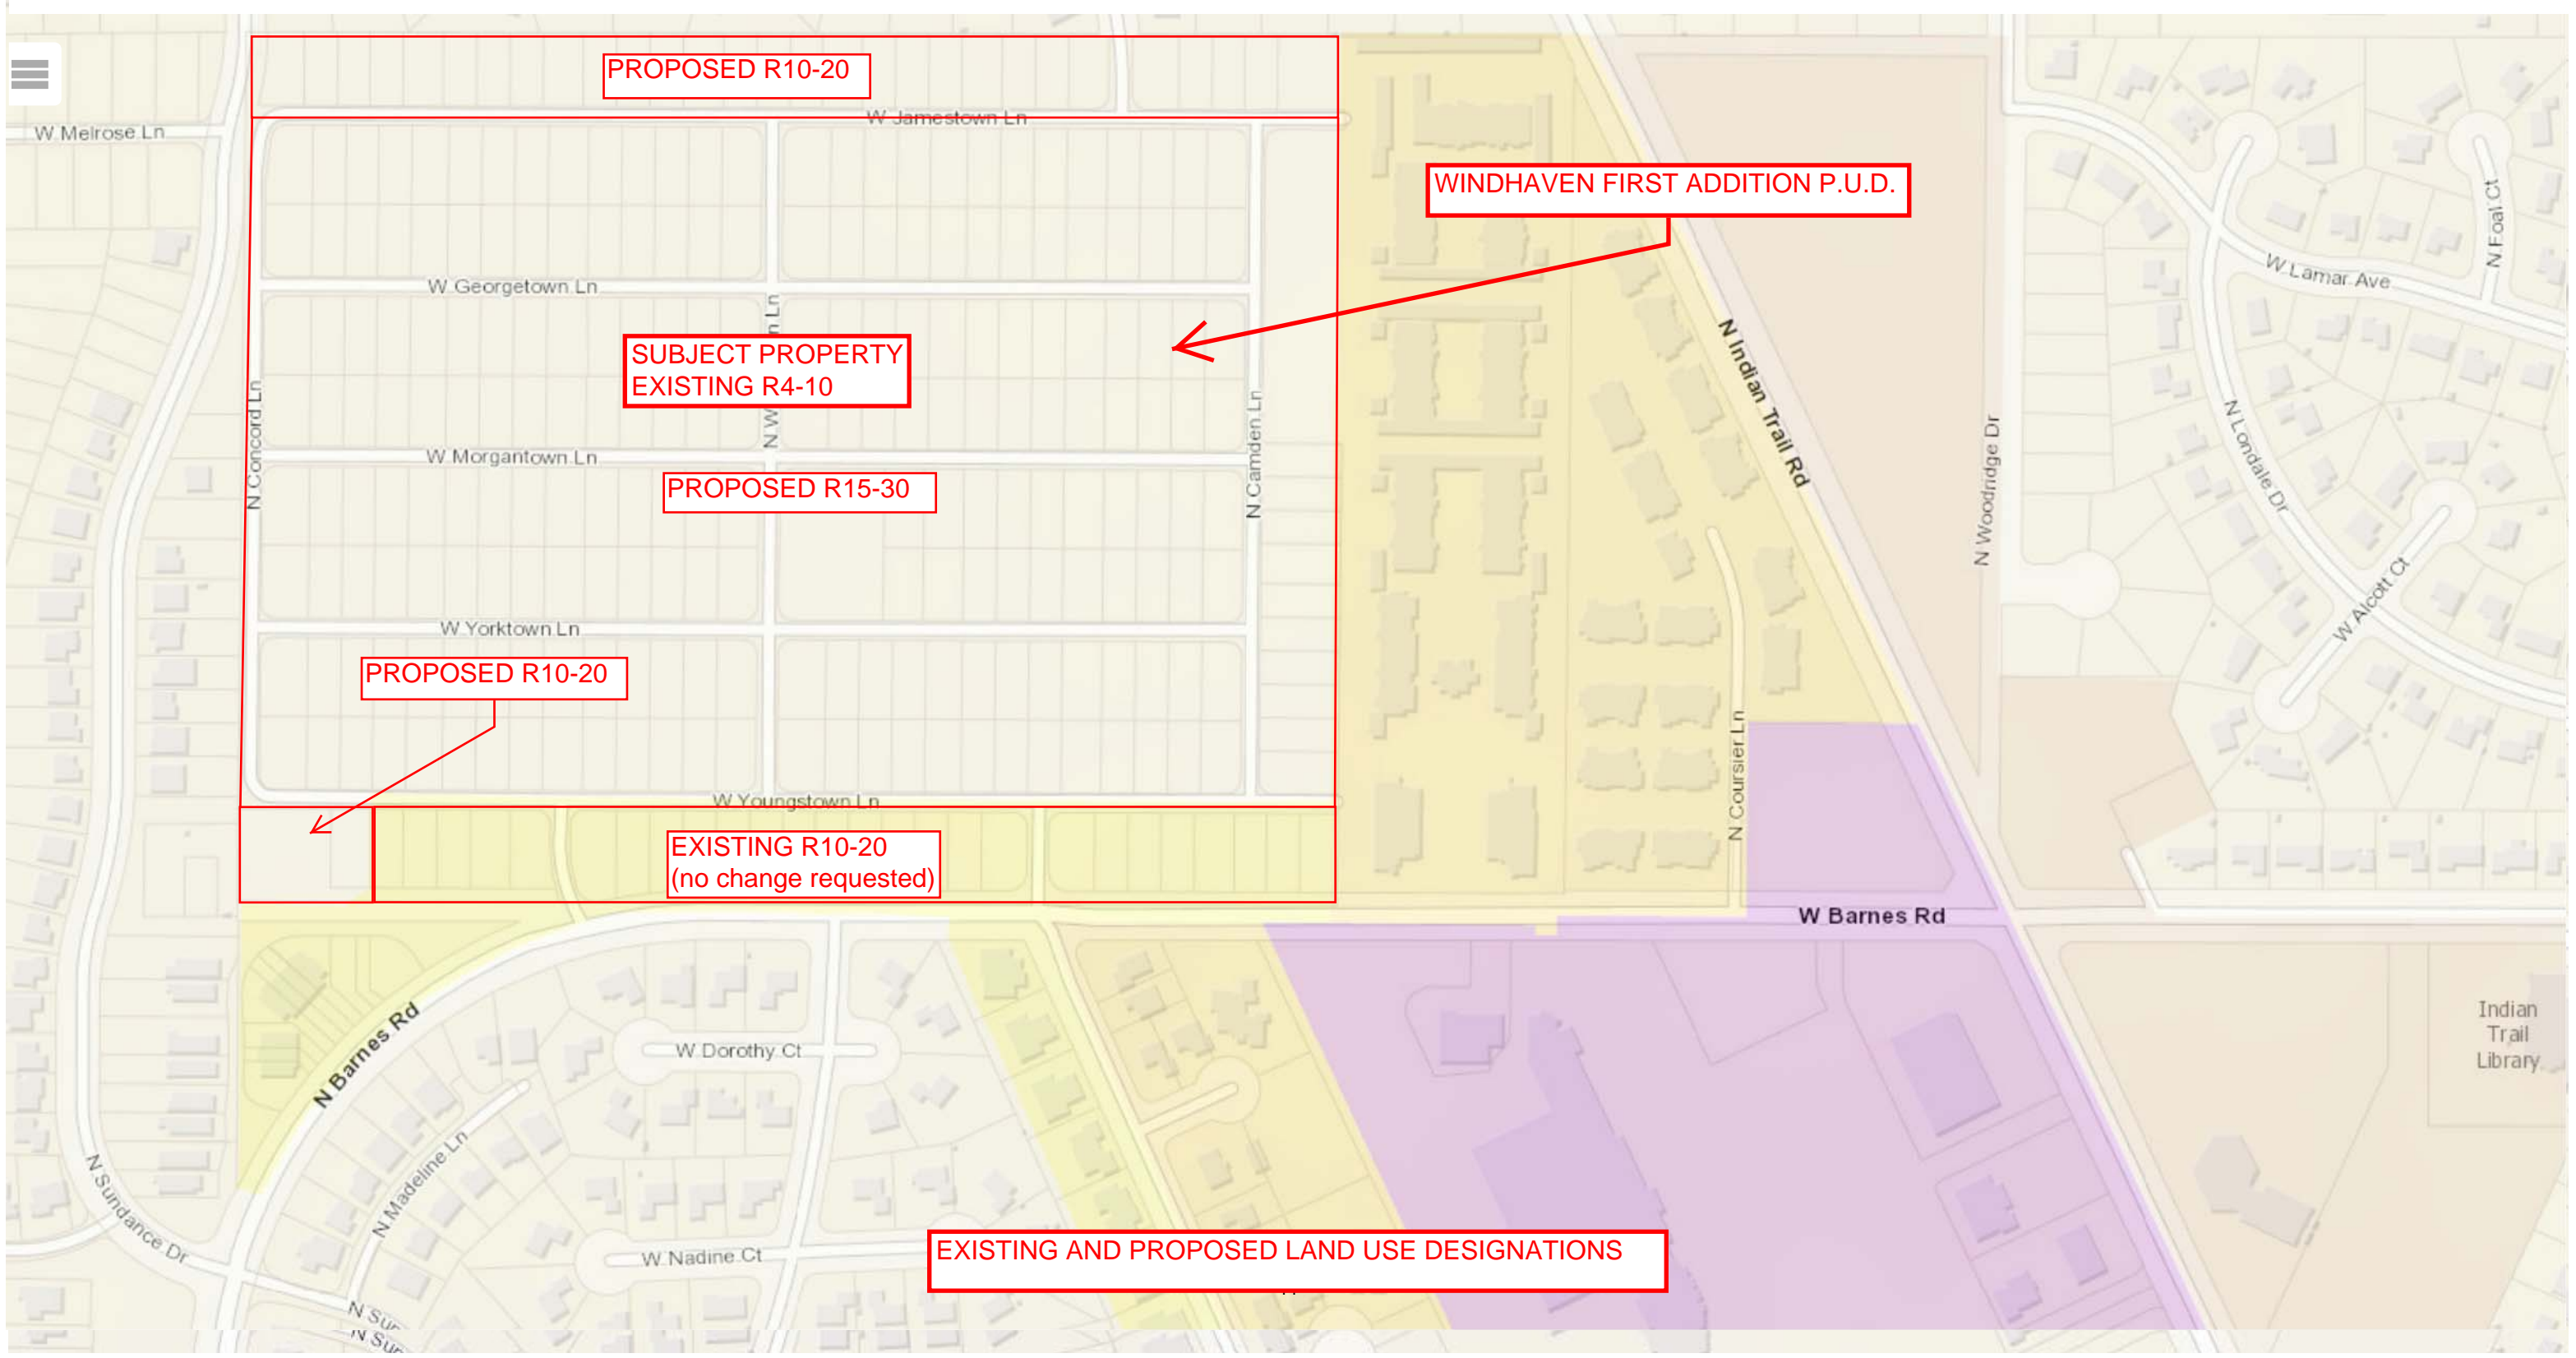 PROPOSED R10-20
W Jamestown Ln
W Melrose Ln
WINDHAVEN FIRST ADDITION P.U.D.
N Foal Ct
W Lamar Ave
W Georgetown Ln
SUBJECT PROPERTY
EXISTING R4-10
N Indian Trail Rd
N Concord Ln
N Camden Ln
N Londale Dr
N Woodridge Dr
W Morgantown Ln
PROPOSED R15-30
W Alcott Ct
W Yorktown Ln
PROPOSED R10-20
N Coursier Ln
W Youngstown Ln
EXISTING R10-20
(no change requested)
W Barnes Rd
N Barnes Rd
Indian
Trail
Library
W Dorothy Ct
N Madeline Ln
N Sundance Dr
W Nadine Ct
EXISTING AND PROPOSED LAND USE DESIGNATIONS